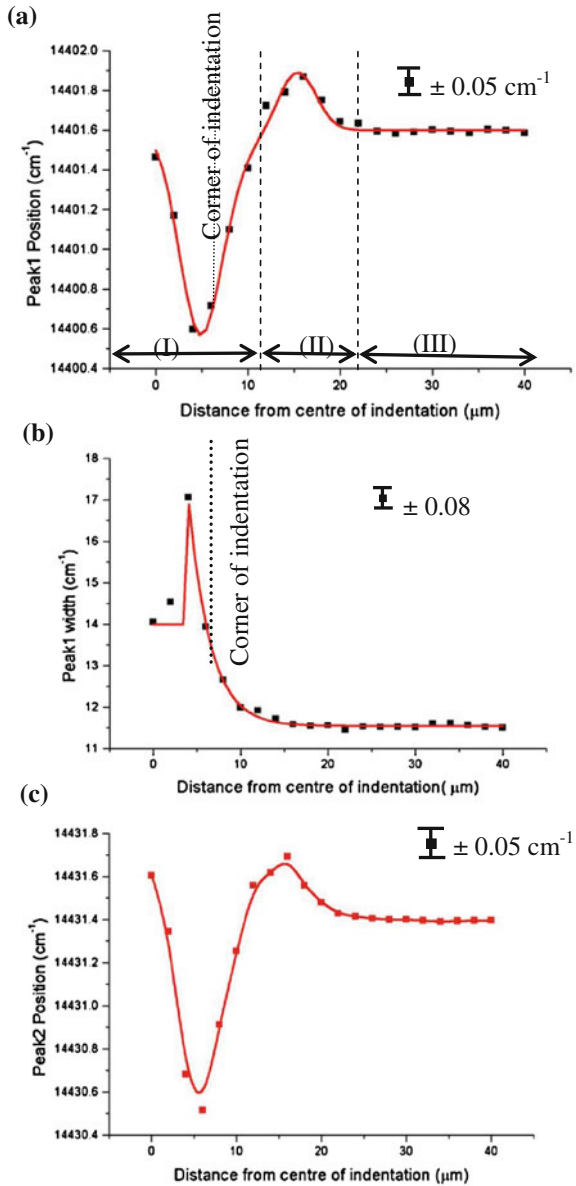 (a)
14402.0
14401.8
14401.6
14401.4
14401.2
14401.0
14400.8
14400.6
14400.4
Peak1 Position (cm⁻¹)
Corner of indentation
± 0.05 cm⁻¹
(I)
(II)
(III)
0 10 20 30 40
Distance from centre of indentation (µm)
(b)
18
17
16
15
14
13
12
11
Peak1 width (cm⁻¹)
Corner of indentation
± 0.08
0 10 20 30 40
Distance from centre of indentation( µm)
(c)
14431.8
14431.6
14431.4
14431.2
14431.0
14430.8
14430.6
14430.4
Peak2 Position (cm⁻¹)
± 0.05 cm⁻¹
0 10 20 30 40
Distance from centre of indentation (µm)